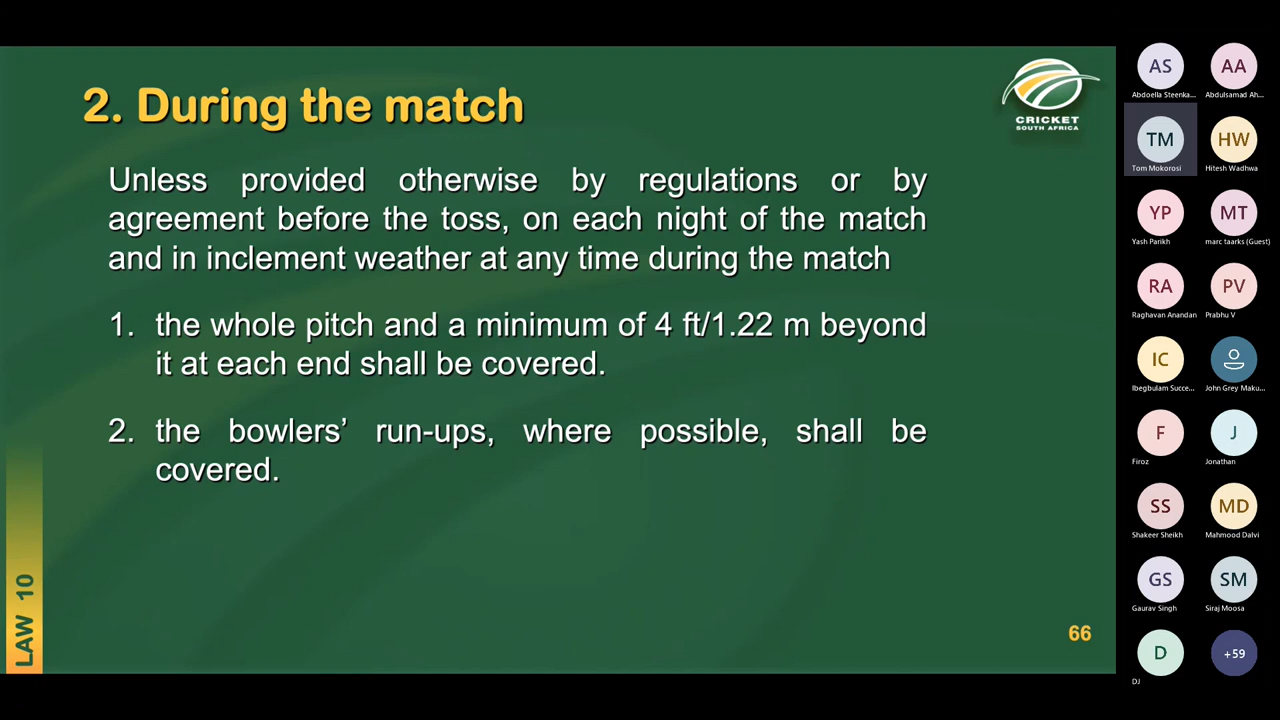 2. During the match
CRICKET
SOUTH AFRICA
Unless provided otherwise by regulations or by
agreement before the toss, on each night of the match
and in inclement weather at any time during the match
1. the whole pitch and a minimum of 4 ft/1.22 m beyond
it at each end shall be covered.
2. the bowlers’ run-ups, where possible, shall be
covered.
LAW 10
66
AS
Abdoella Steenka...
AA
Abdulsamad Ah...
TM
Tom Mokorosi
HW
Hitesh Wadhwa
YP
Yash Parikh
MT
marc taarks (Guest)
RA
Raghavan Anandan
PV
Prabhu V
IC
Ibegbulam Succe...
John Grey Maku...
F
Firoz
J
Jonathan
SS
Shakeer Sheikh
MD
Mahmood Dalvi
GS
Gaurav Singh
SM
Siraj Moosa
D
DJ
+59